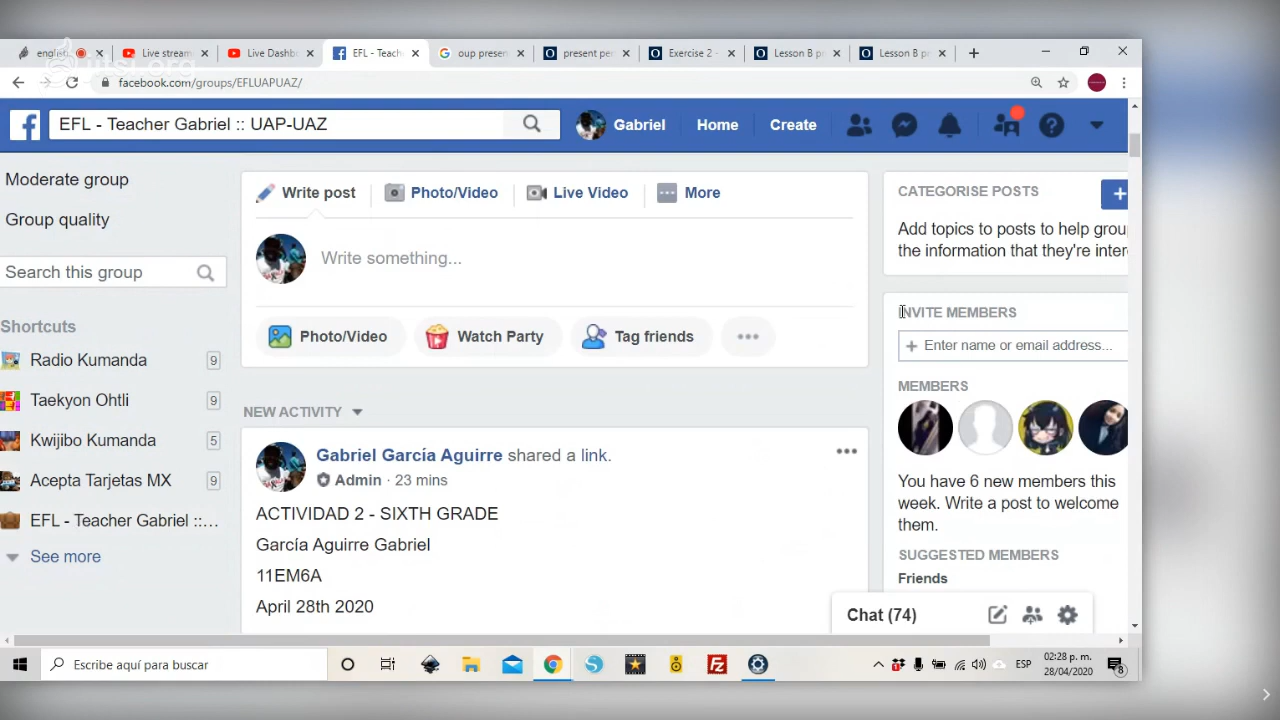 Live stream
Live Dashbo
EFL - Teach
oup presen
present pe
Exercise 2 -
Lesson B p
Lesson B p
facebook.com/groups/EFLUAPUAZ/
EFL - Teacher Gabriel :: UAP-UAZ
Gabriel
Home
Create
Moderate group
Group quality
Search this group
Shortcuts
Radio Kumanda 9
Taekyon Ohtli 9
Kwijibo Kumanda 5
Acepta Tarjetas MX 9
EFL - Teacher Gabriel ::...
See more
Write post
Photo/Video
Live Video
More
Write something...
Photo/Video
Watch Party
Tag friends
NEW ACTIVITY
Gabriel García Aguirre shared a link.
Admin · 23 mins
ACTIVIDAD 2 - SIXTH GRADE
García Aguirre Gabriel
11EM6A
April 28th 2020
CATEGORISE POSTS
Add topics to posts to help grou
the information that they're inter
INVITE MEMBERS
+ Enter name or email address...
MEMBERS
You have 6 new members this
week. Write a post to welcome
them.
SUGGESTED MEMBERS
Friends
Chat (74)
Escribe aquí para buscar
ESP
02:28 p. m.
28/04/2020
8